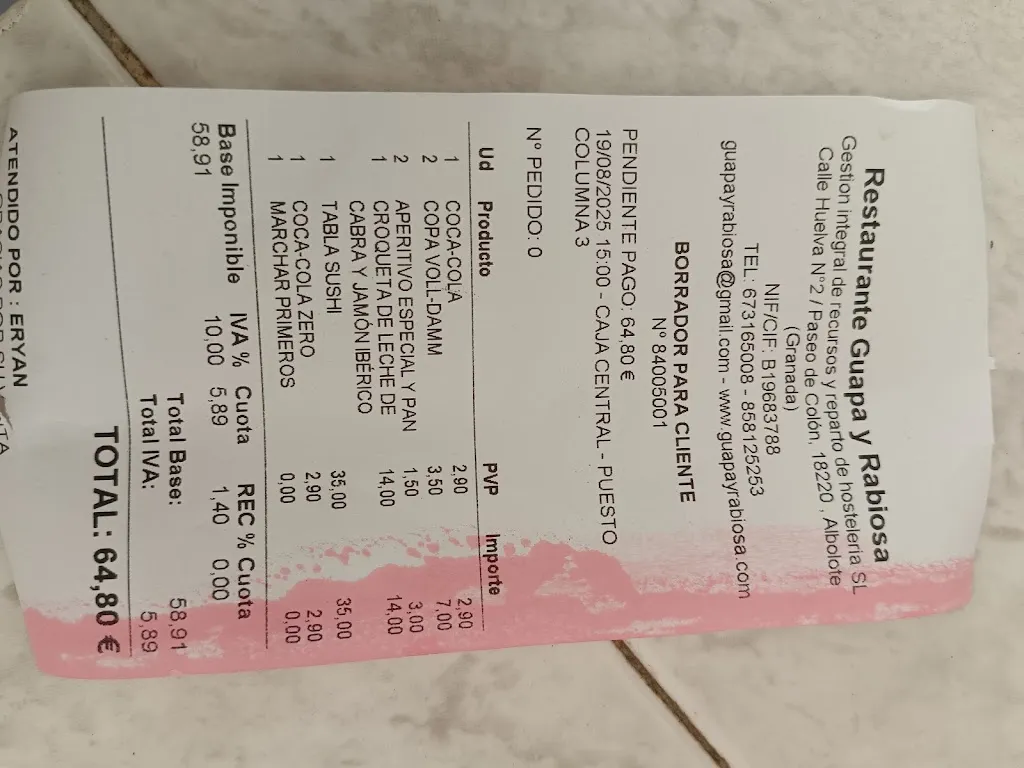 Restaurante Guapa y Rabiosa
Gestion integral de recursos y reparto de hosteleria SL
Calle Huelva Nº2 / Paseo de Colón, 18220 , Albolote
(Granada)
NIF/CIF: B19683788
TEL: 673165008 - 858125253
guapayrabiosa@gmail.com - www.guapayrabiosa.com
BORRADOR PARA CLIENTE
Nº 84005001
PENDIENTE PAGO: 64,80 €
19/08/2025 15:00 - CAJA CENTRAL - PUESTO
COLUMNA 3
Nº PEDIDO: 0
Ud Producto PVP Importe
1 COCA-COLA 2,90 2,90
2 COPA VOLL-DAMM 3,50 7,00
2 APERITIVO ESPECIAL Y PAN 1,50 3,00
1 CROQUETA DE LECHE DE 14,00 14,00
CABRA Y JAMÓN IBÉRICO
1 TABLA SUSHI 35,00 35,00
1 COCA-COLA ZERO 2,90 2,90
1 MARCHAR PRIMEROS 0,00 0,00
Base Imponible IVA % Cuota REC % Cuota
58,91 10,00 5,89 1,40 0,00
Total Base: 58,91
Total IVA: 5,89
TOTAL: 64,80 €
ATENDIDO POR : ERYAN